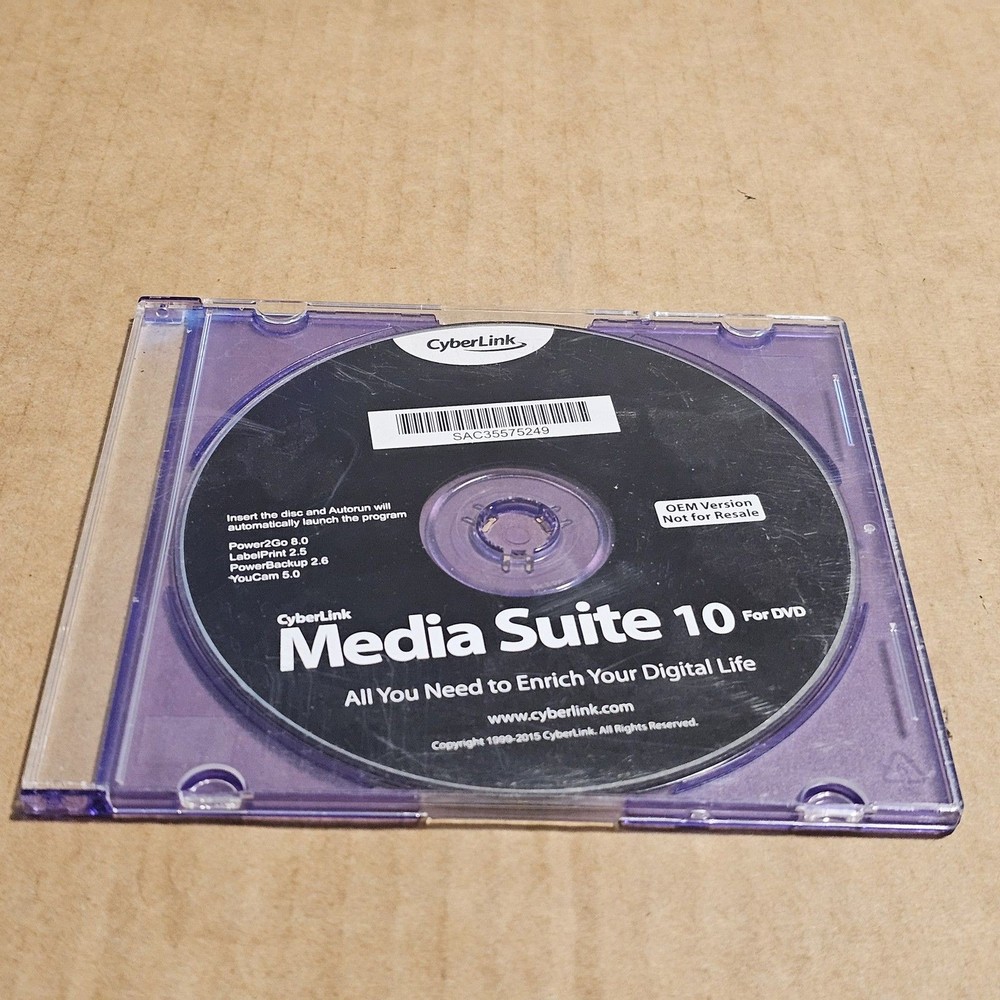 CyberLink
SAC35575249
OEM Version
Not for Resale
Insert the disc and Autorun will
automatically launch the program
Power2Go 8.0
LabelPrint 2.5
PowerBackup 2.6
YouCam 5.0
CyberLink
Media Suite 10 For DVD
All You Need to Enrich Your Digital Life
www.cyberlink.com
Copyright 1999-2015 CyberLink. All Rights Reserved.